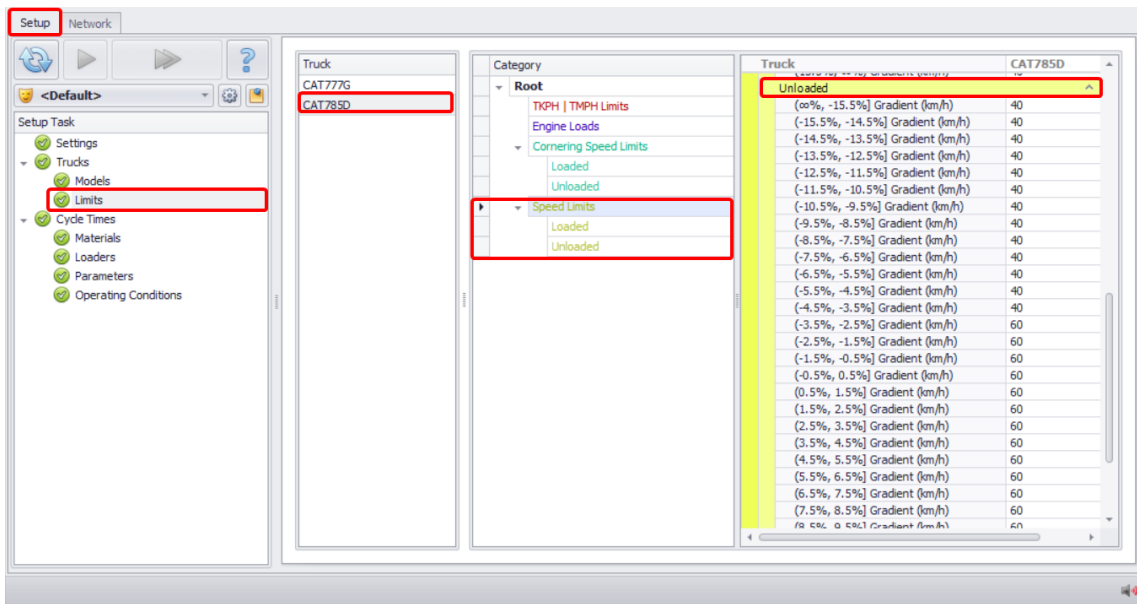 Setup Network
<Default>
Setup Task
Settings
Trucks
Models
Limits
Cycle Times
Materials
Loaders
Parameters
Operating Conditions
Truck
CAT777G
CAT785D
Category
Root
TKPH | TMPH Limits
Engine Loads
Cornering Speed Limits
Loaded
Unloaded
Speed Limits
Loaded
Unloaded
Truck CAT785D
Unloaded
(∞%, -15.5%] Gradient (km/h) 40
(-15.5%, -14.5%] Gradient (km/h) 40
(-14.5%, -13.5%] Gradient (km/h) 40
(-13.5%, -12.5%] Gradient (km/h) 40
(-12.5%, -11.5%] Gradient (km/h) 40
(-11.5%, -10.5%] Gradient (km/h) 40
(-10.5%, -9.5%] Gradient (km/h) 40
(-9.5%, -8.5%] Gradient (km/h) 40
(-8.5%, -7.5%] Gradient (km/h) 40
(-7.5%, -6.5%] Gradient (km/h) 40
(-6.5%, -5.5%] Gradient (km/h) 40
(-5.5%, -4.5%] Gradient (km/h) 40
(-4.5%, -3.5%] Gradient (km/h) 40
(-3.5%, -2.5%] Gradient (km/h) 60
(-2.5%, -1.5%] Gradient (km/h) 60
(-1.5%, -0.5%] Gradient (km/h) 60
(-0.5%, 0.5%] Gradient (km/h) 60
(0.5%, 1.5%] Gradient (km/h) 60
(1.5%, 2.5%] Gradient (km/h) 60
(2.5%, 3.5%] Gradient (km/h) 60
(3.5%, 4.5%] Gradient (km/h) 60
(4.5%, 5.5%] Gradient (km/h) 60
(5.5%, 6.5%] Gradient (km/h) 60
(6.5%, 7.5%] Gradient (km/h) 60
(7.5%, 8.5%] Gradient (km/h) 60
(8.5%, 9.5%] Gradient (km/h) 60